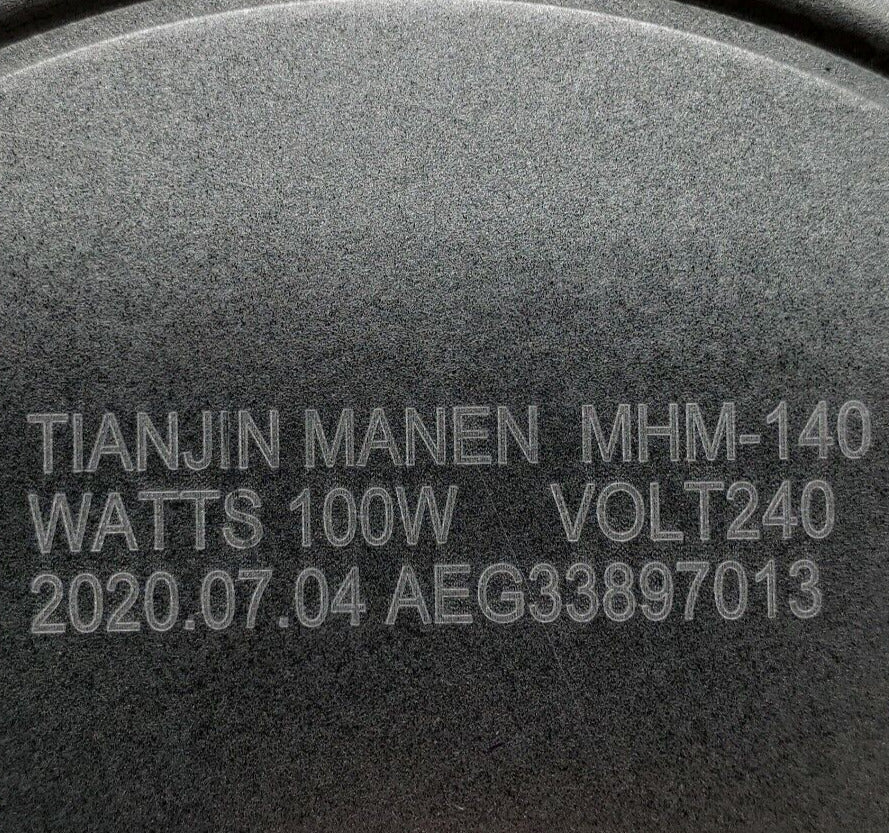 TIANJIN MANEN MHM-140
WATTS 100W VOLT240
2020.07.04 AEG33897013